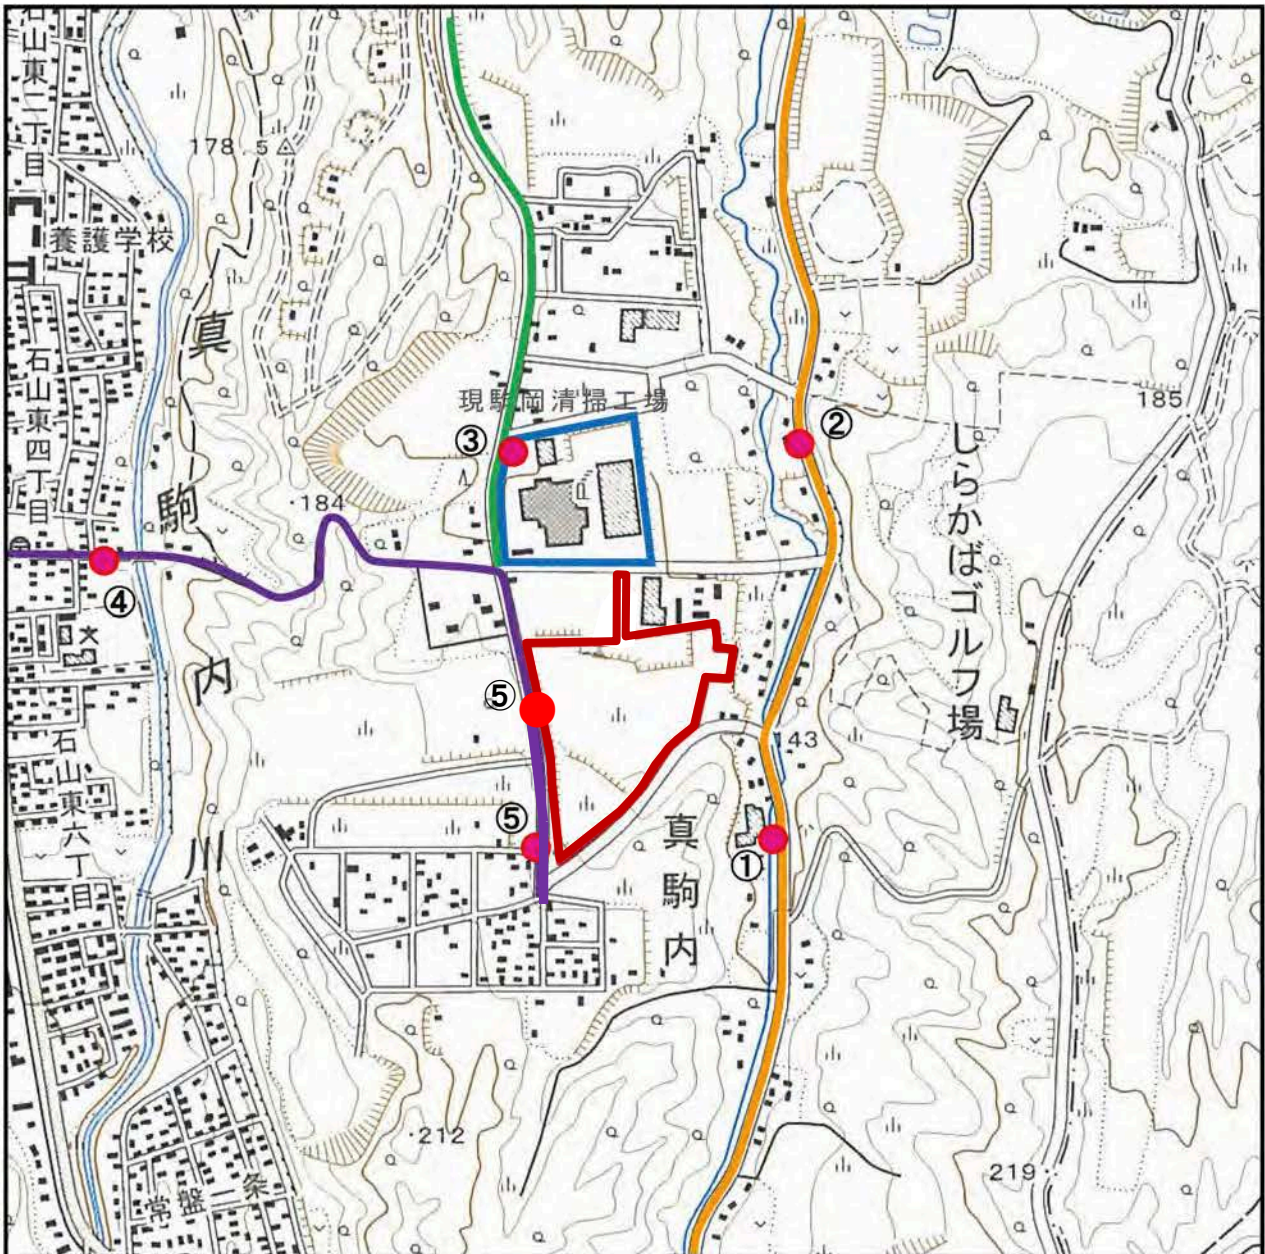 石山東二丁目
178.5
養護学校
真駒内川
石山東四丁目
現駒岡清掃工場
185
③
②
184
しらかばゴルフ場
④
⑤
143
石山東六丁目
⑤
真駒内
①
212
219
常盤一条